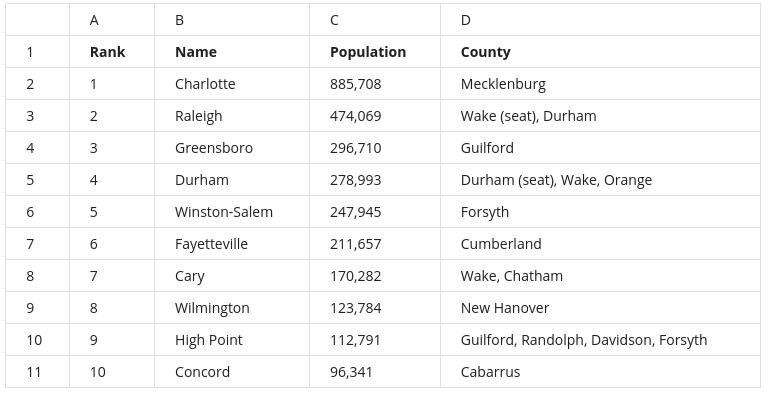 A B C D
1 Rank Name Population County
2 1 Charlotte 885,708 Mecklenburg
3 2 Raleigh 474,069 Wake (seat), Durham
4 3 Greensboro 296,710 Guilford
5 4 Durham 278,993 Durham (seat), Wake, Orange
6 5 Winston-Salem 247,945 Forsyth
7 6 Fayetteville 211,657 Cumberland
8 7 Cary 170,282 Wake, Chatham
9 8 Wilmington 123,784 New Hanover
10 9 High Point 112,791 Guilford, Randolph, Davidson, Forsyth
11 10 Concord 96,341 Cabarrus